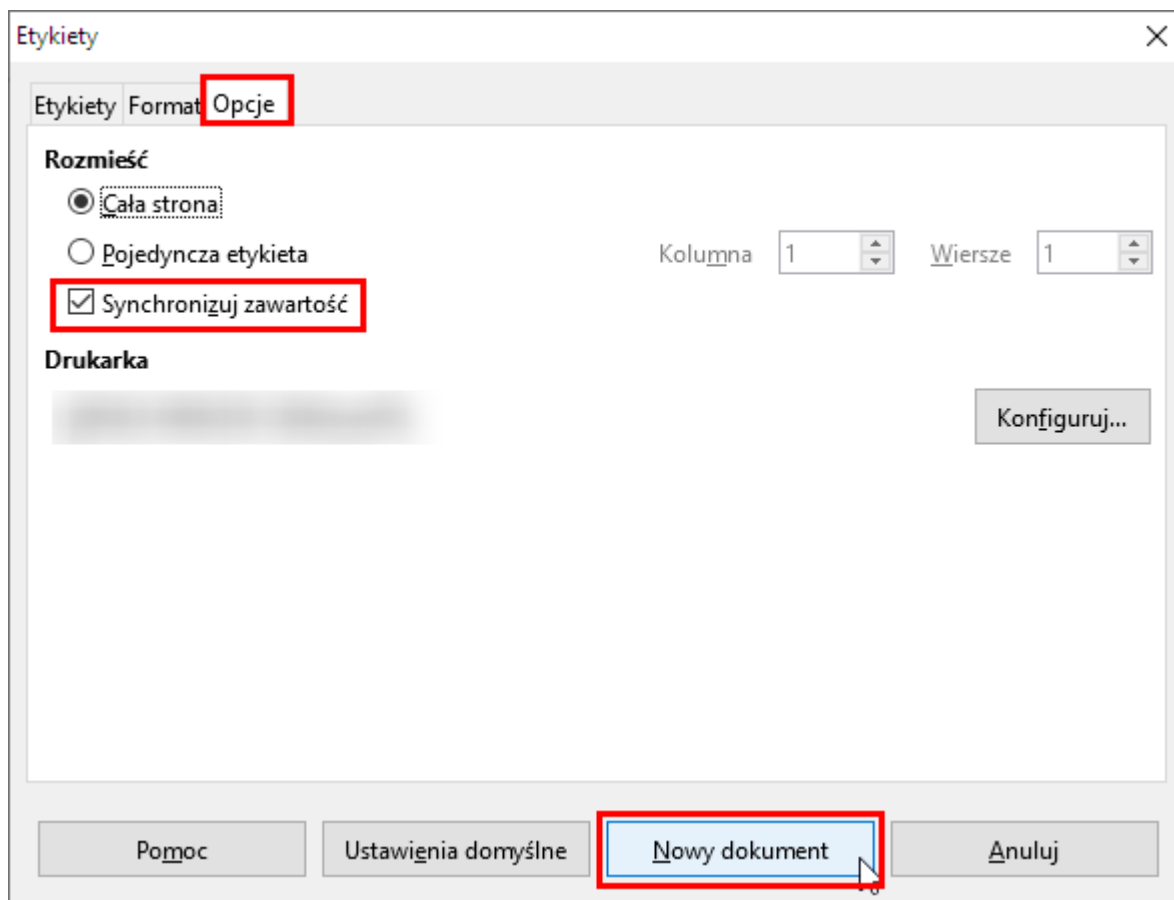 Etykiety
Etykiety Format Opcje
Rozmieść
Cała strona
Pojedyncza etykieta Kolumna 1 Wiersze 1
Synchronizuj zawartość
Drukarka
Konfiguruj...
Pomoc Ustawienia domyślne Nowy dokument Anuluj